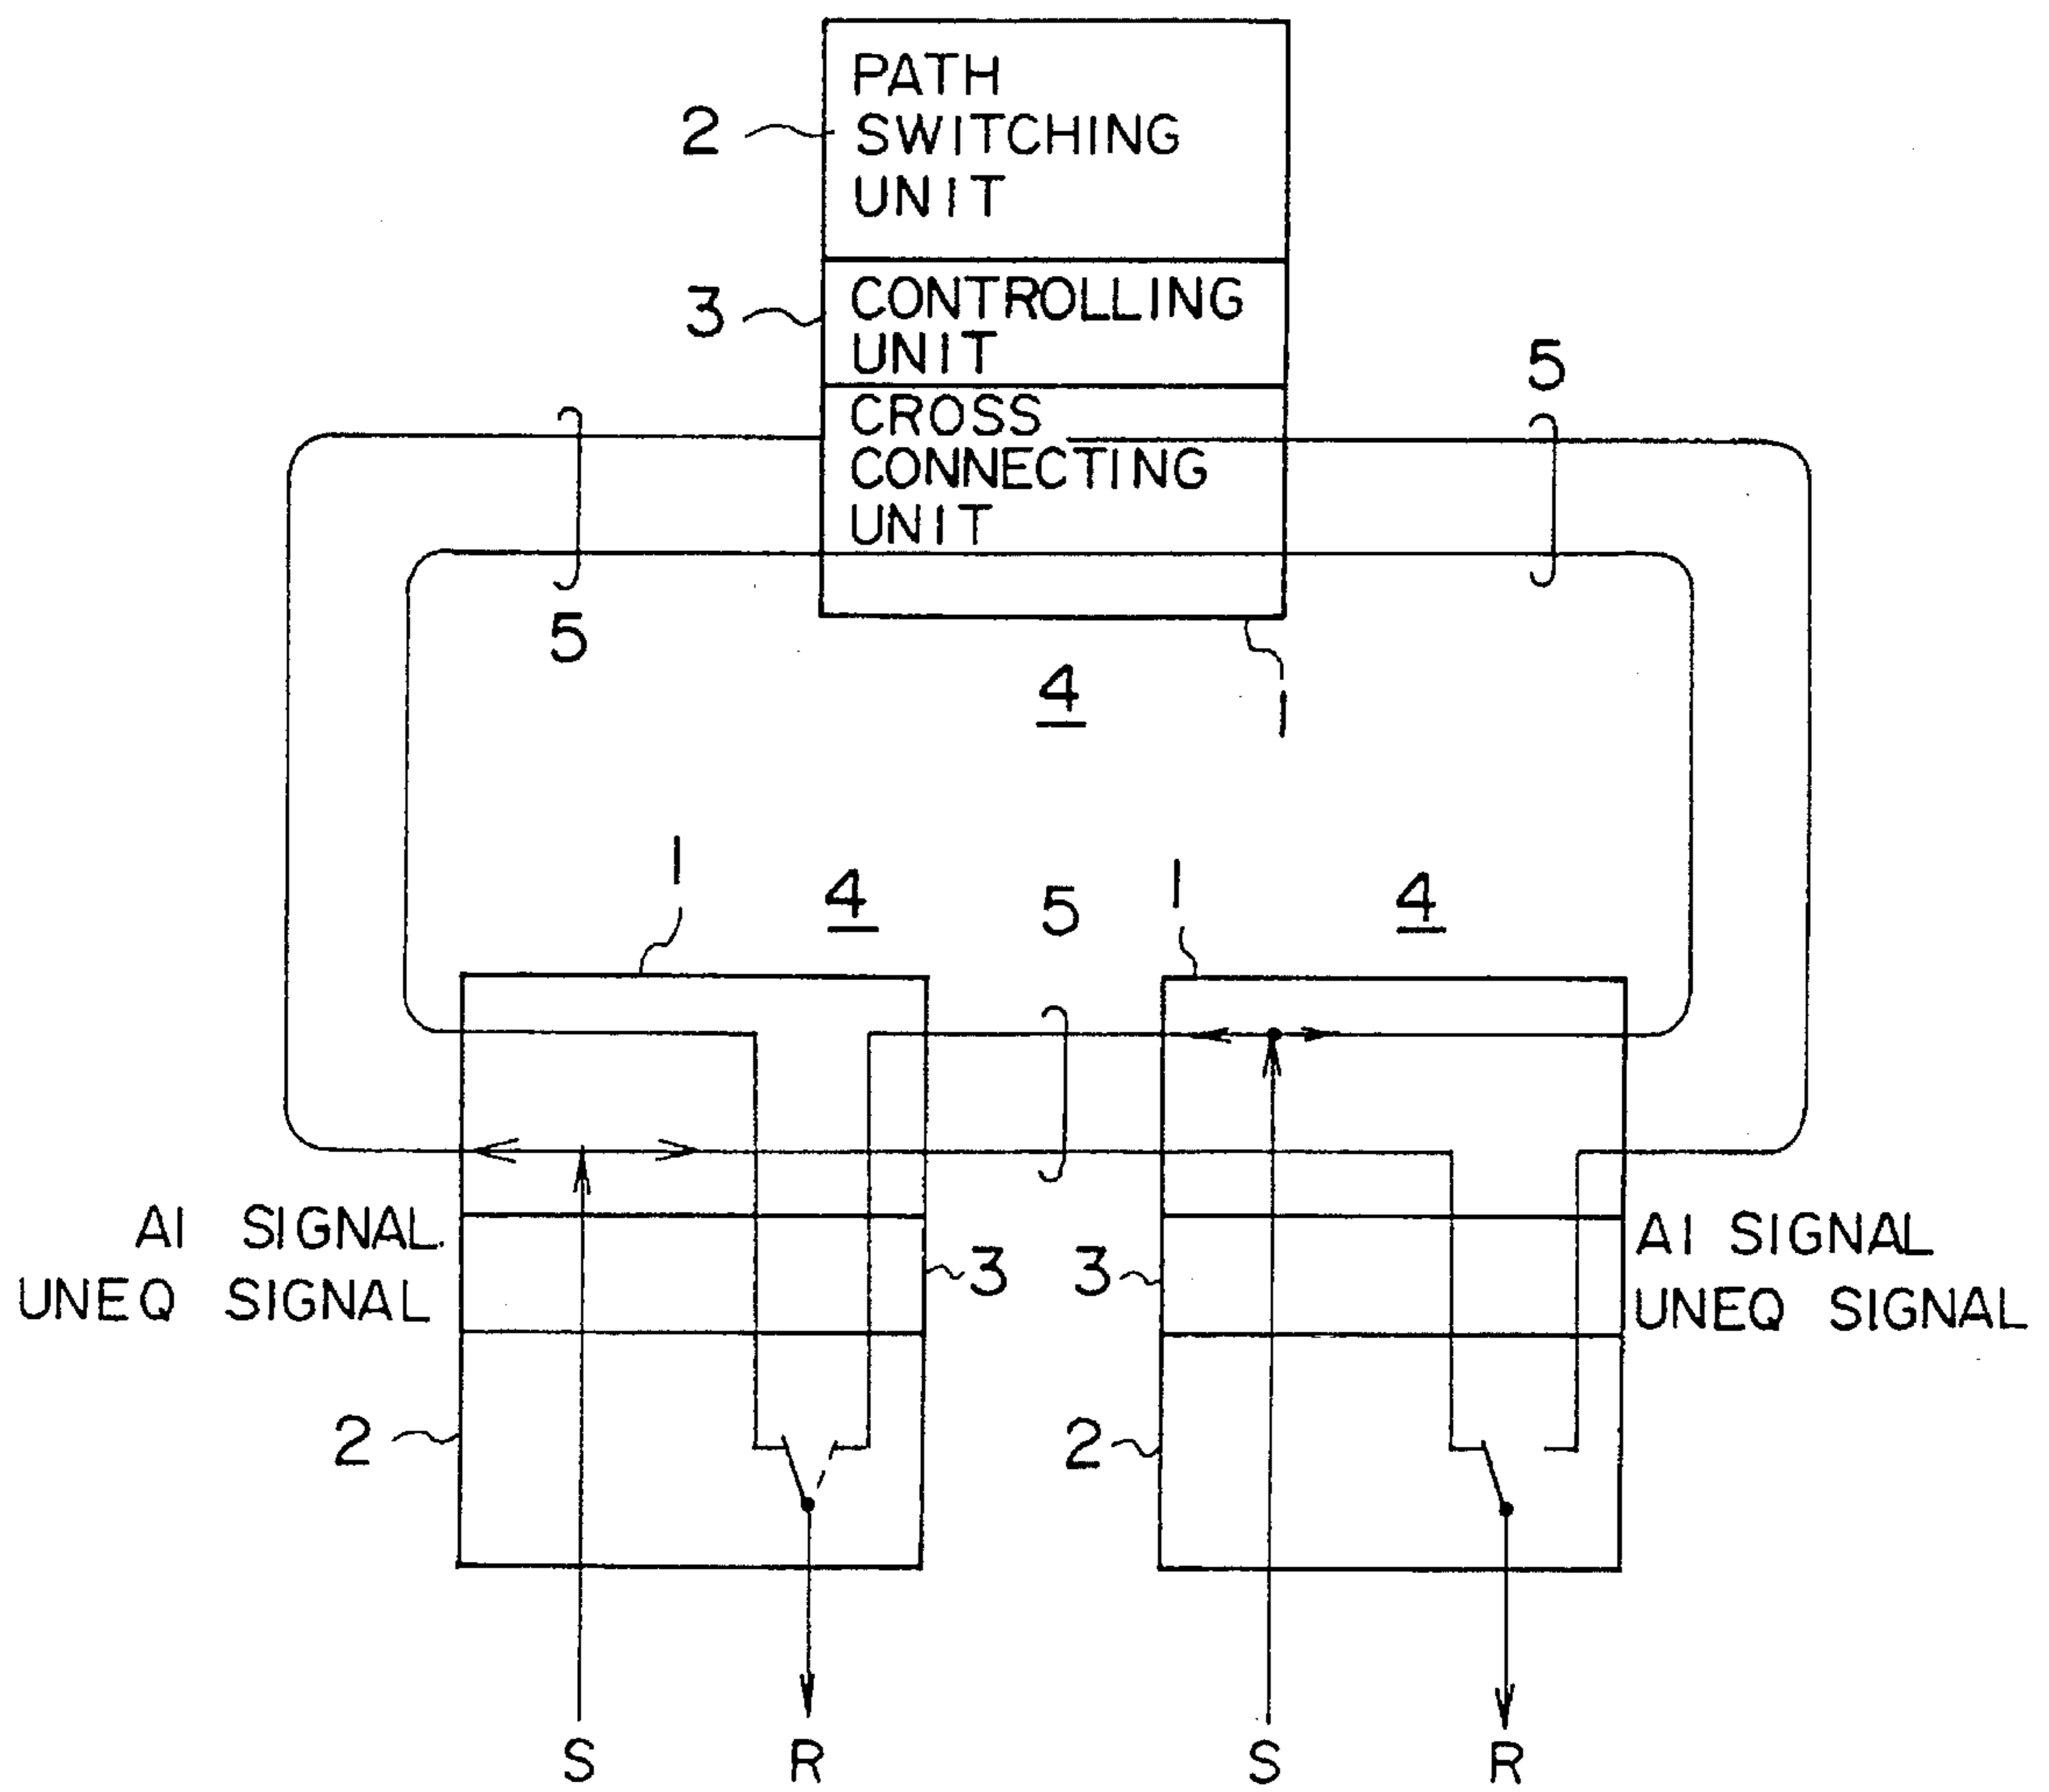 PATH
SWITCHING
UNIT
2
CONTROLLING
UNIT
3
CROSS
CONNECTING
UNIT
5
5
4
1
1
4
5
1
4
AI SIGNAL
UNEQ SIGNAL
3
3
AI SIGNAL
UNEQ SIGNAL
2
2
S
R
S
R